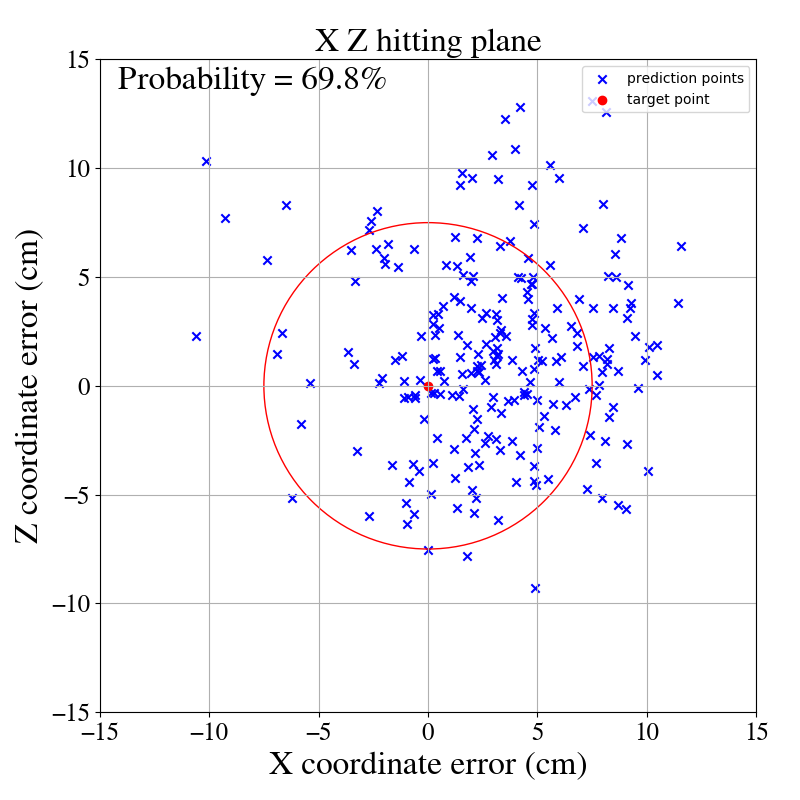 X Z hitting plane
Probability = 69.8%
prediction points
target point
Z coordinate error (cm)
15
10
5
0
−5
−10
−15
−15 −10 −5 0 5 10 15
X coordinate error (cm)